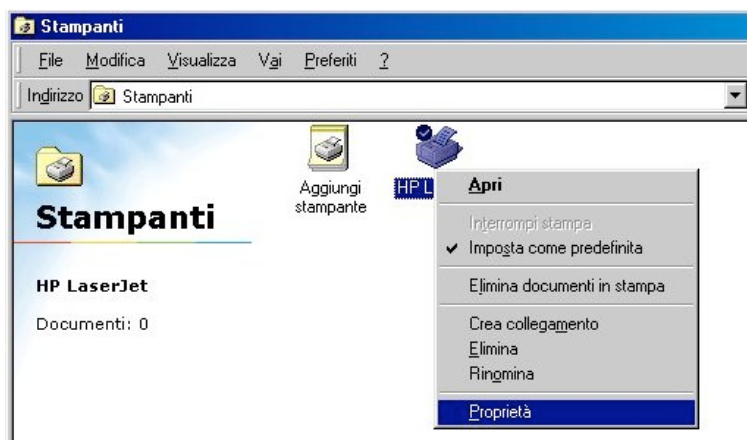 Stampanti
File Modifica Visualizza Vai Preferiti ?
Indirizzo Stampanti
Aggiungi
stampante
HP L
Stampanti
HP LaserJet
Documenti: 0
Apri
Interrompi stampa
Imposta come predefinita
Elimina documenti in stampa
Crea collegamento
Elimina
Rinomina
Proprietà